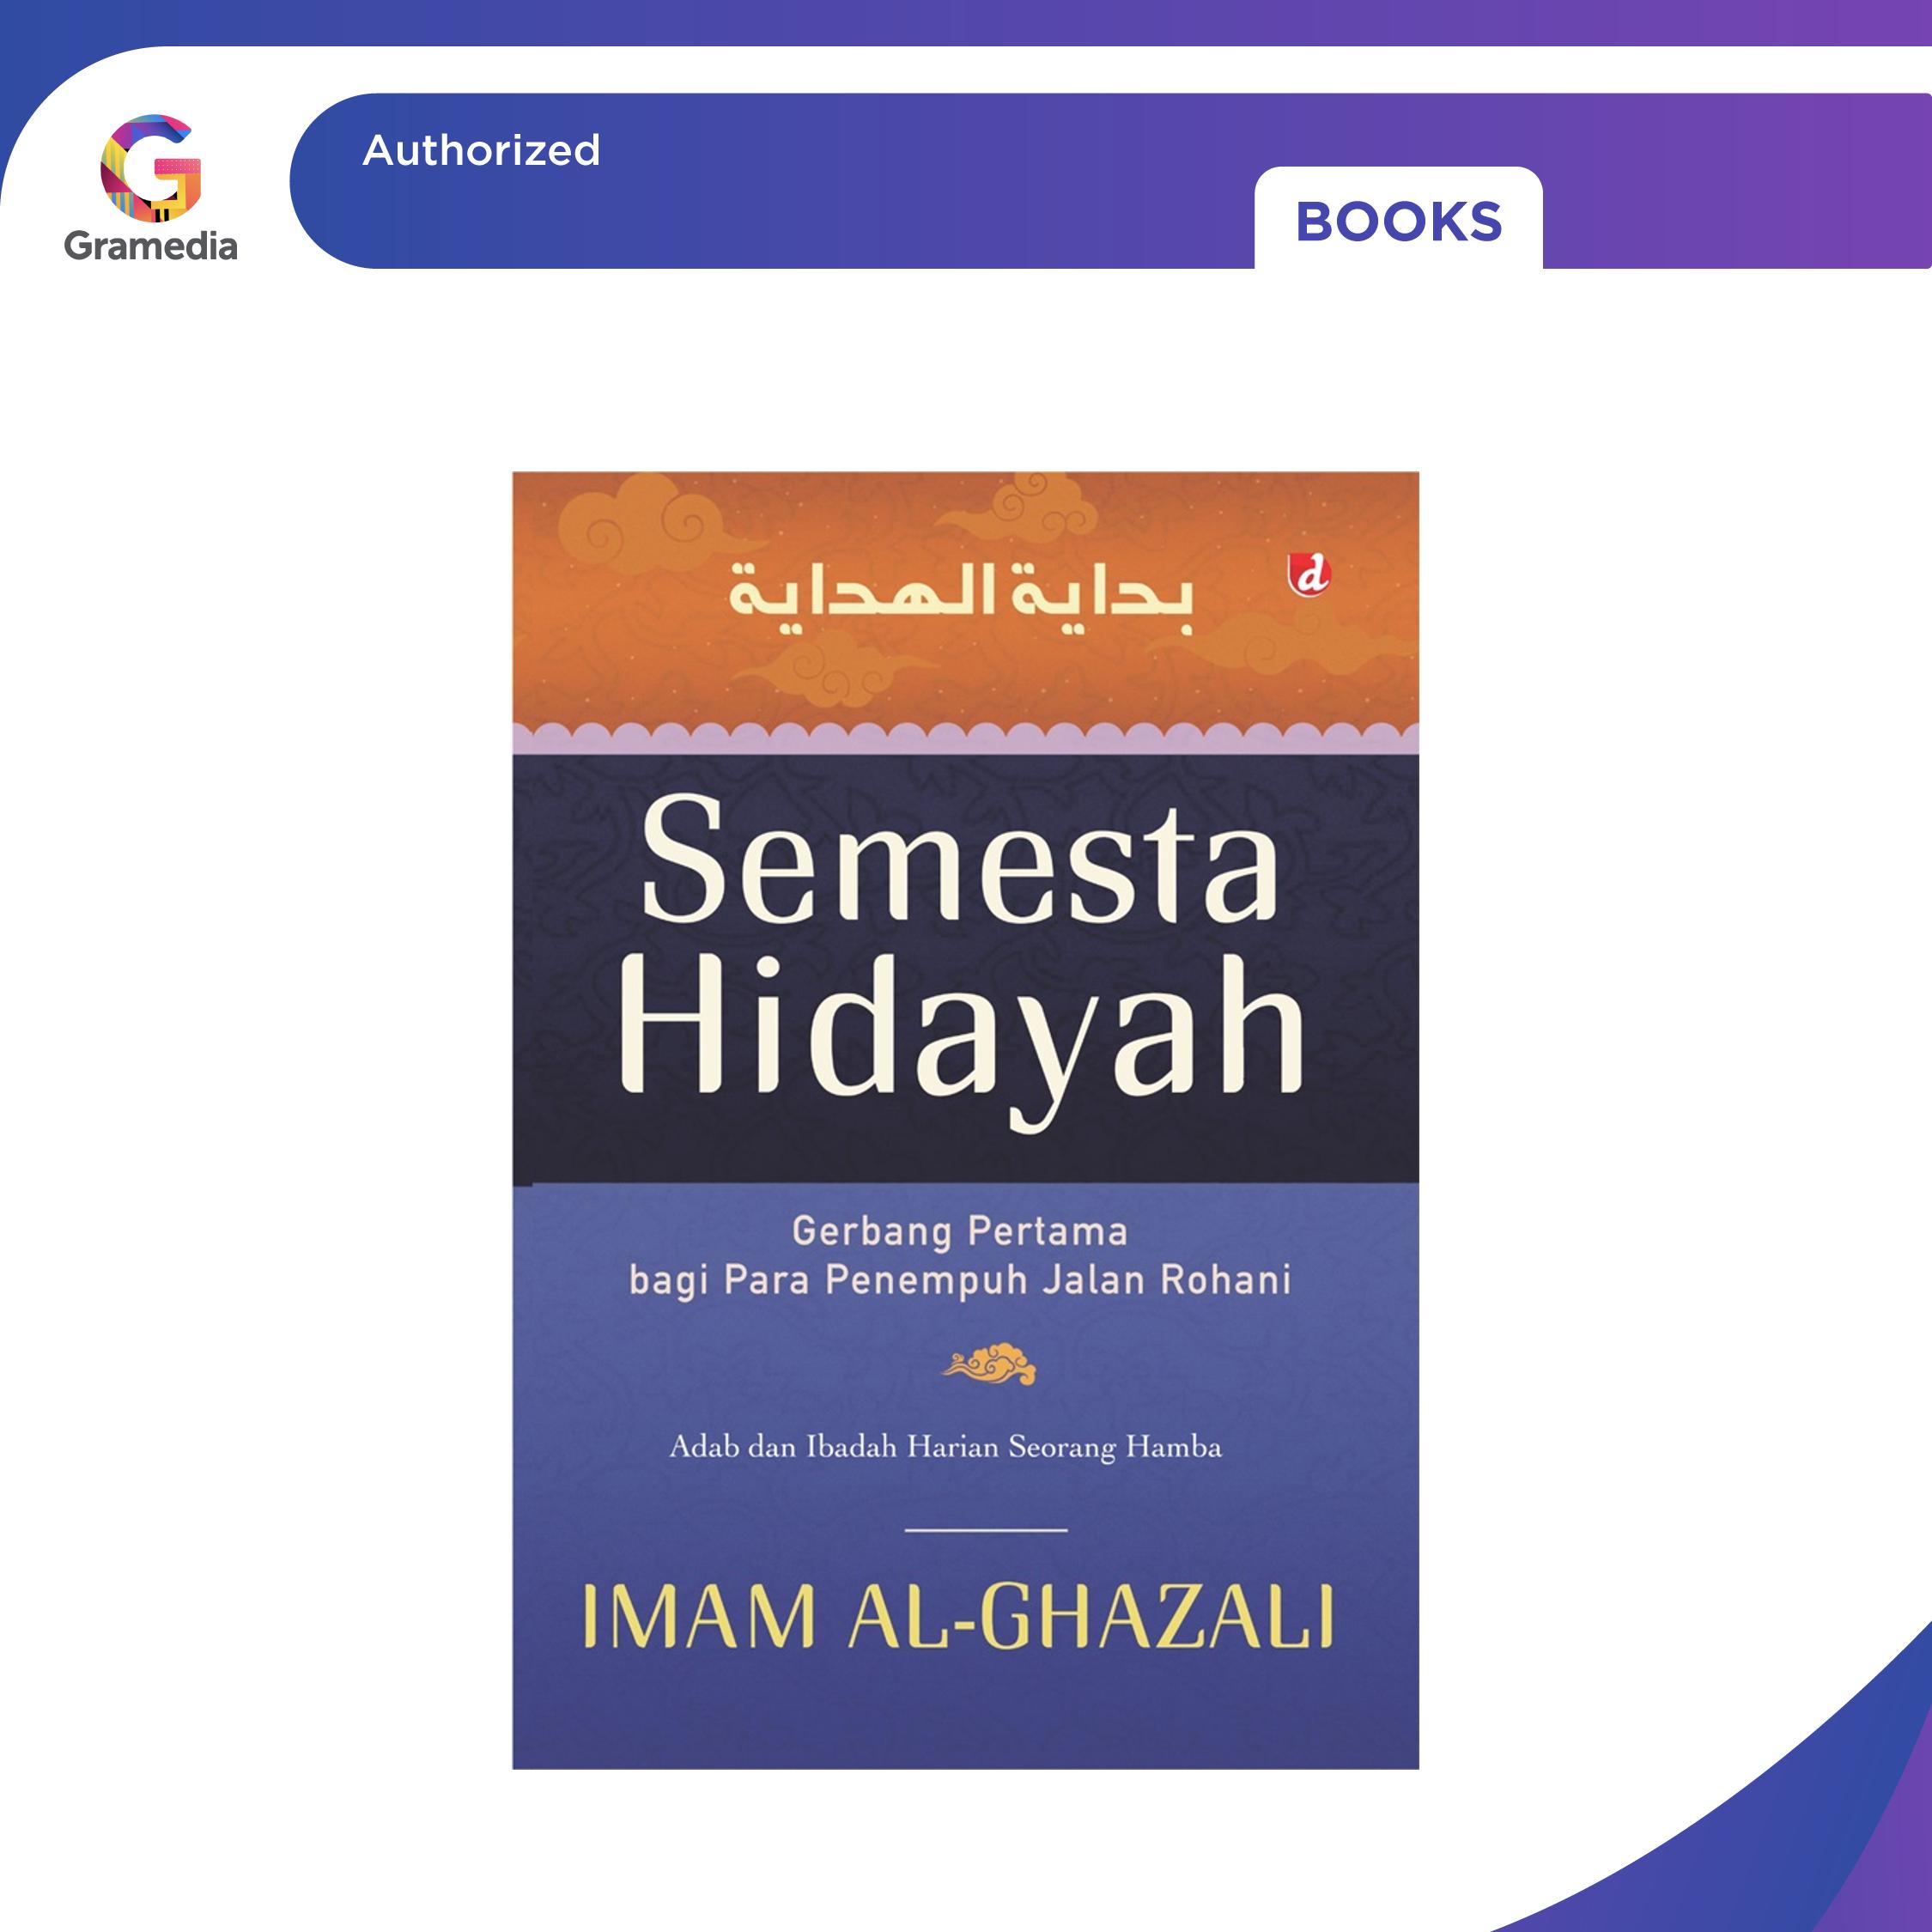 Authorized
Gramedia
BOOKS
بداية الهداية
d
Semesta
Hidayah
Gerbang Pertama
bagi Para Penempuh Jalan Rohani
Adab dan Ibadah Harian Seorang Hamba
IMAM AL-GHAZALI